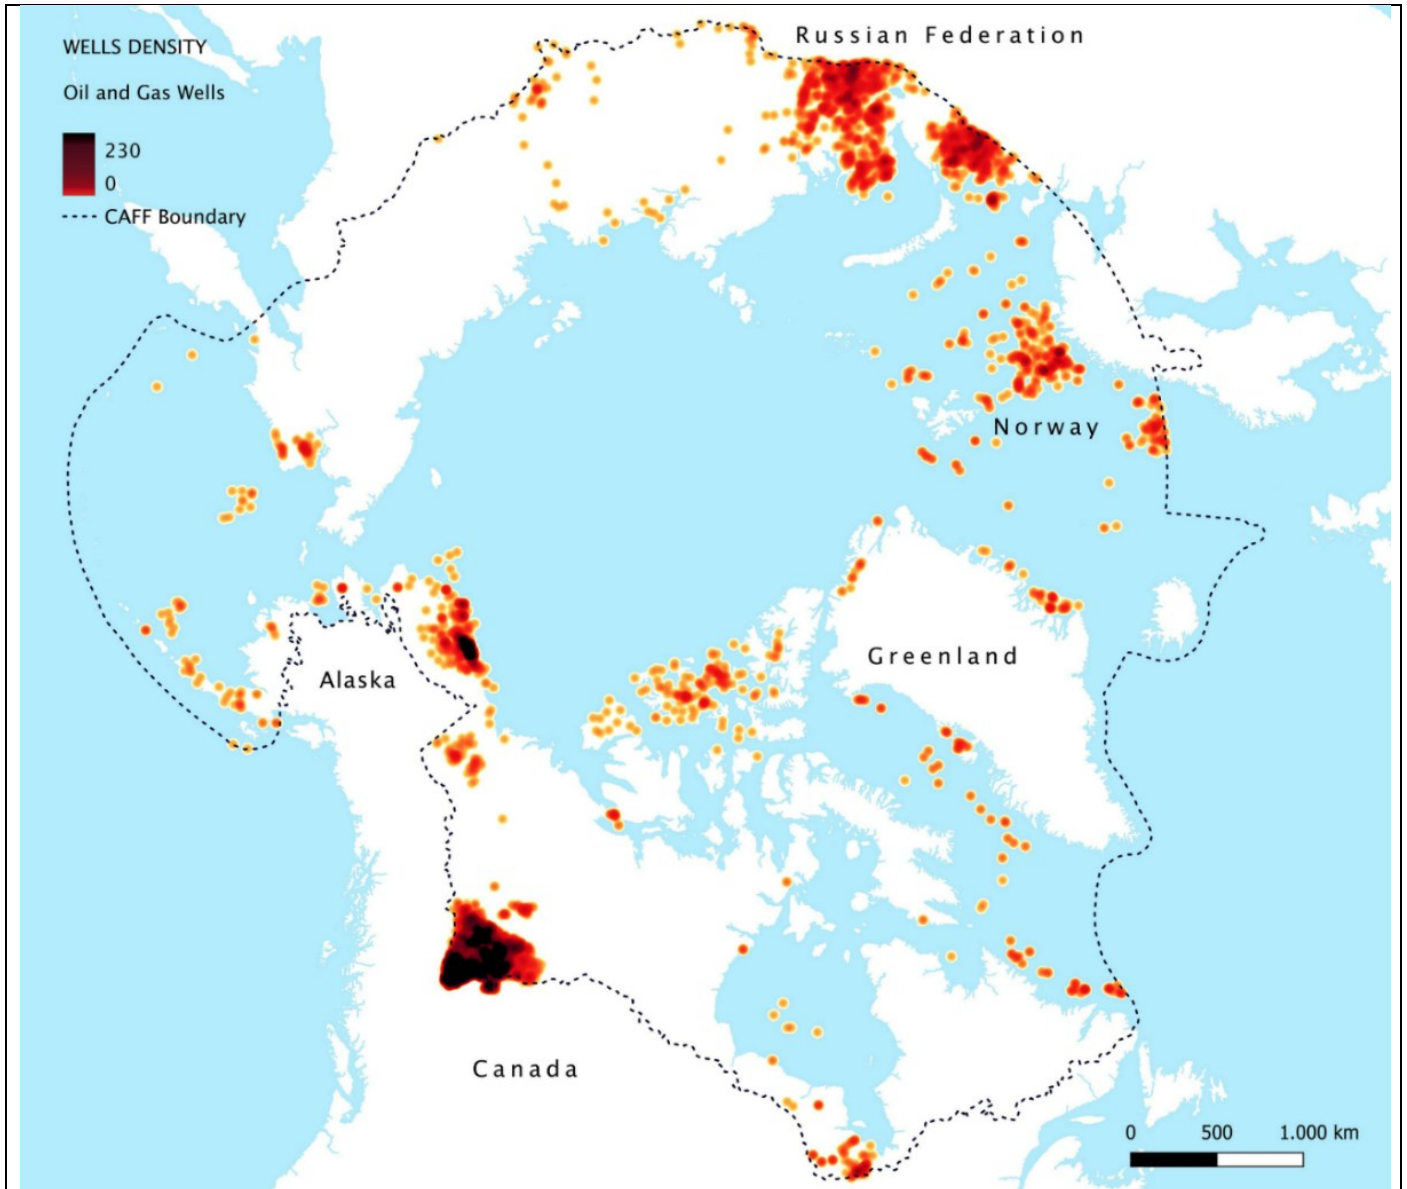 WELLS DENSITY
Russian Federation
Oil and Gas Wells
230
0
CAFF Boundary
Norway
Greenland
Alaska
Canada
0 500 1.000 km